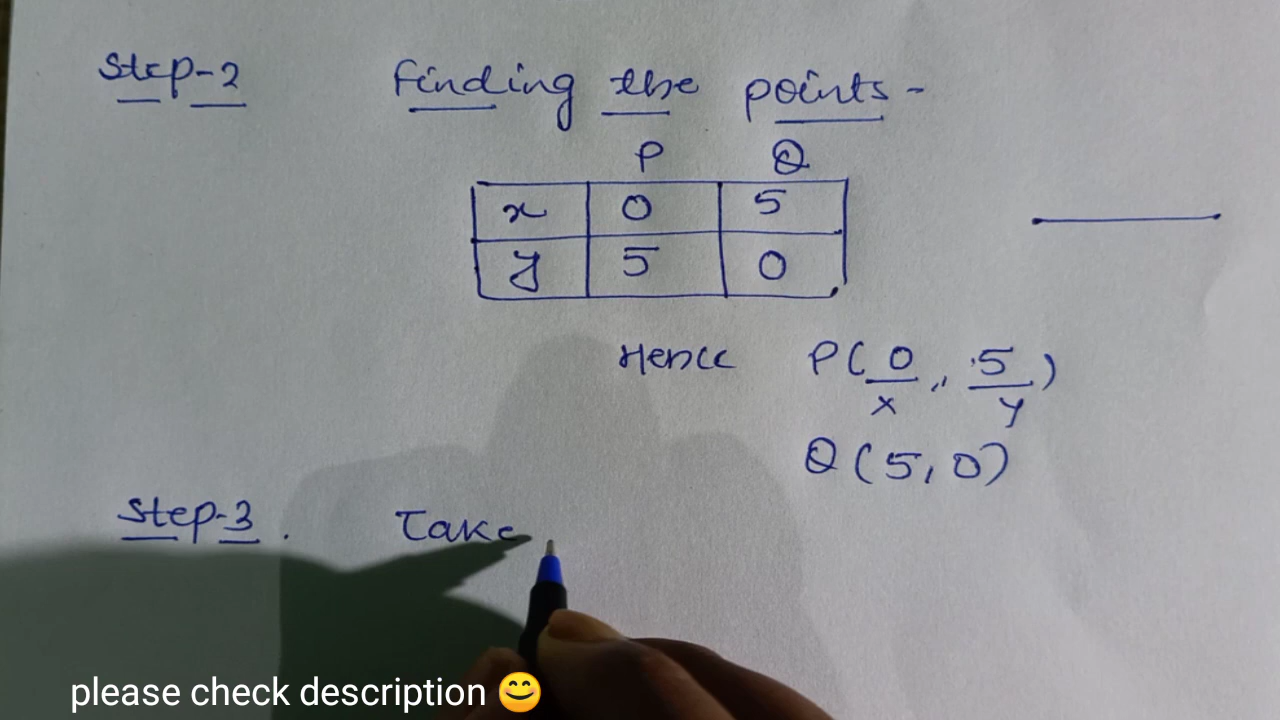 Step-2 Finding the points-
P Q
x 0 5
y 5 0
Hence P(0, 5)
x y
Q(5,0)
Step-3. Take
please check description 😊